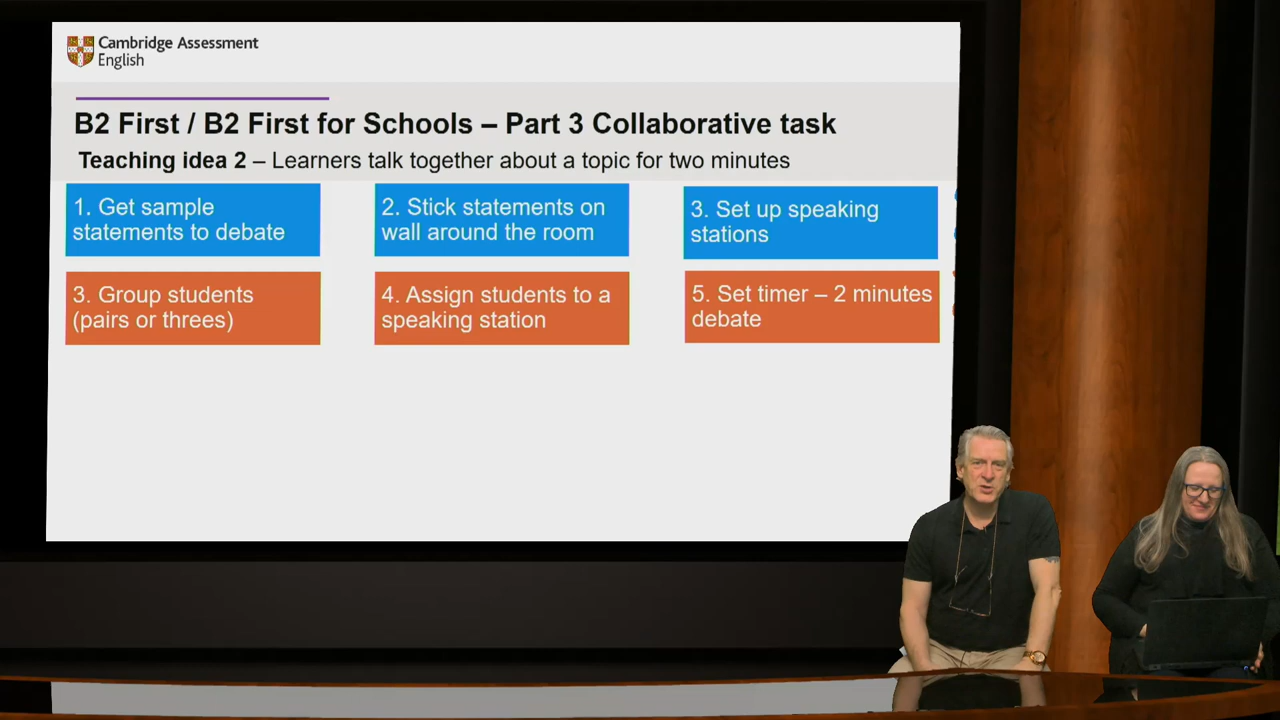 Cambridge Assessment
English
B2 First / B2 First for Schools – Part 3 Collaborative task
Teaching idea 2 – Learners talk together about a topic for two minutes
1. Get sample
statements to debate
2. Stick statements on
wall around the room
3. Set up speaking
stations
3. Group students
(pairs or threes)
4. Assign students to a
speaking station
5. Set timer – 2 minutes
debate